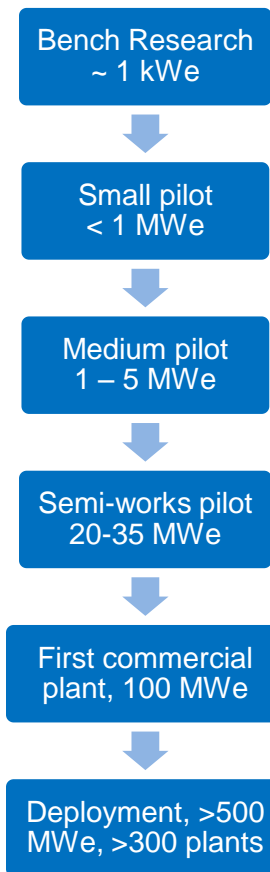 Bench Research
~ 1 kWe
Small pilot
< 1 MWe
Medium pilot
1 – 5 MWe
Semi-works pilot
20-35 MWe
First commercial
plant, 100 MWe
Deployment, >500
MWe, >300 plants